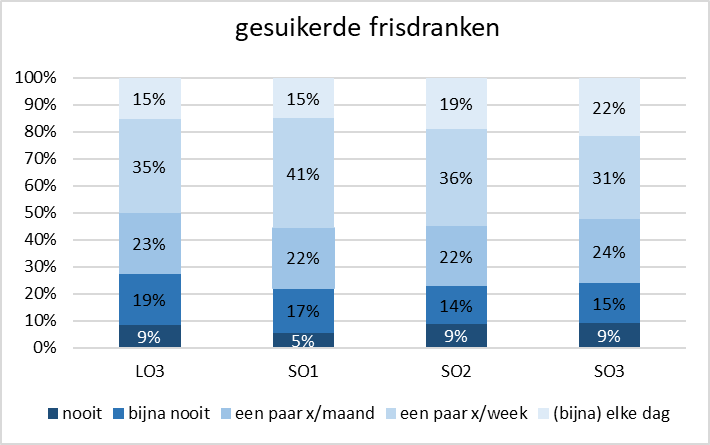 gesuikerde frisdranken
100%
90%
80%
70%
60%
50%
40%
30%
20%
10%
0%
15% 15% 19% 22%
35% 41% 36% 31%
23% 22% 22% 24%
19% 17% 14% 15%
9% 5% 9% 9%
LO3 SO1 SO2 SO3
nooit bijna nooit een paar x/maand een paar x/week (bijna) elke dag